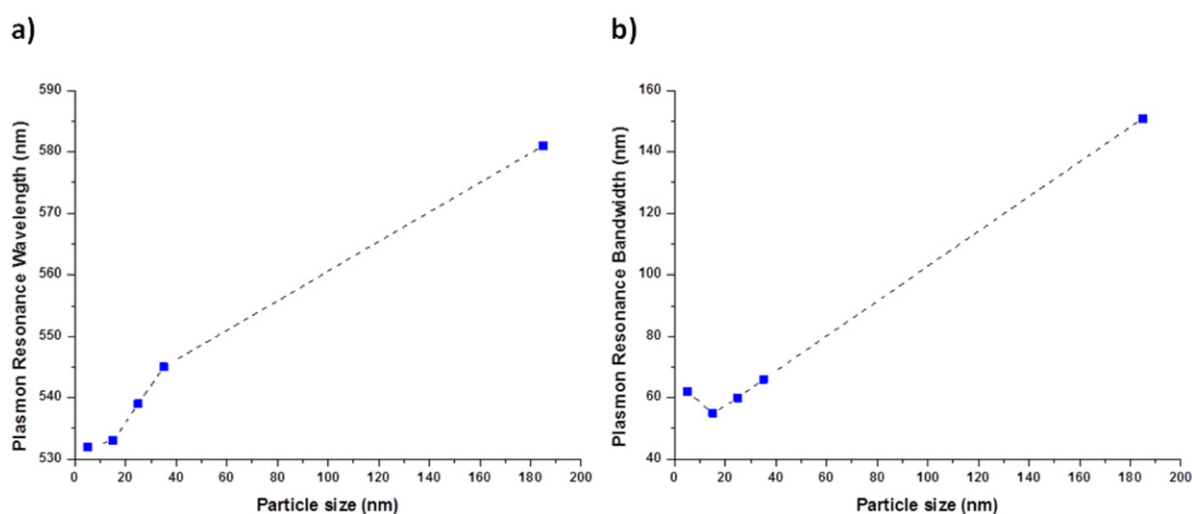 a)
Plasmon Resonance Wavelength (nm)
590
580
570
560
550
540
530
0 20 40 60 80 100 120 140 160 180 200
Particle size (nm)
b)
Plasmon Resonance Bandwidth (nm)
160
140
120
100
80
60
40
0 20 40 60 80 100 120 140 160 180 200
Particle size (nm)